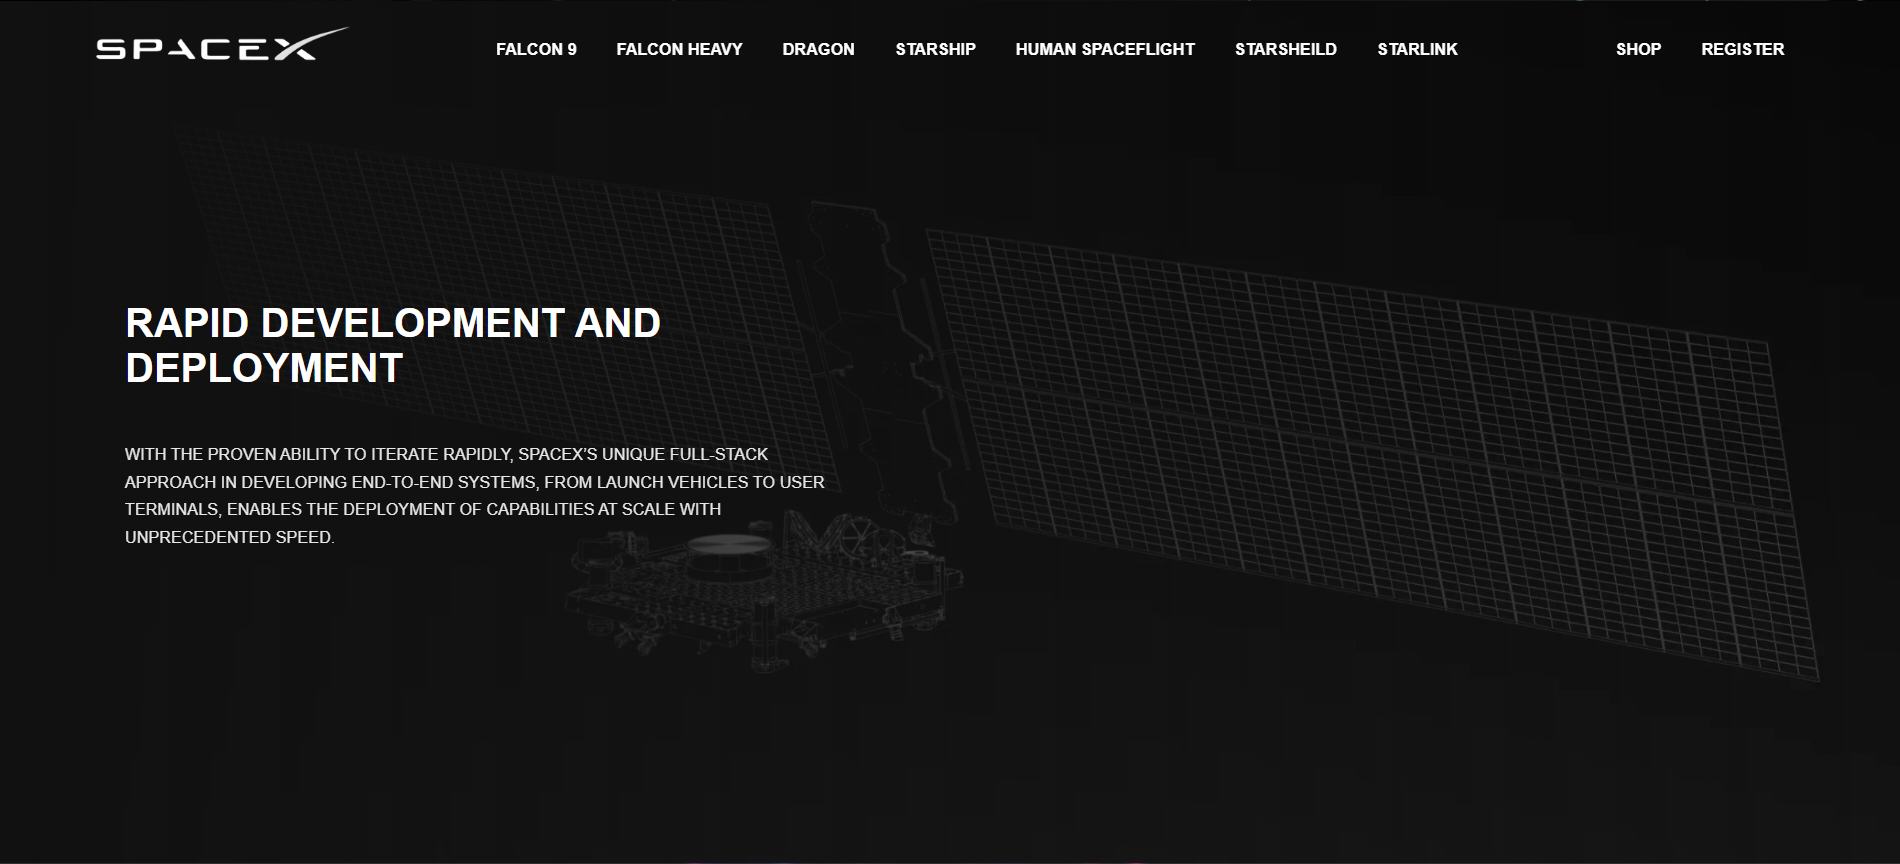 SPACEX
FALCON 9 FALCON HEAVY DRAGON STARSHIP HUMAN SPACEFLIGHT STARSHEILD STARLINK SHOP REGISTER
RAPID DEVELOPMENT AND
DEPLOYMENT
WITH THE PROVEN ABILITY TO ITERATE RAPIDLY, SPACEX’S UNIQUE FULL-STACK
APPROACH IN DEVELOPING END-TO-END SYSTEMS, FROM LAUNCH VEHICLES TO USER
TERMINALS, ENABLES THE DEPLOYMENT OF CAPABILITIES AT SCALE WITH
UNPRECEDENTED SPEED.